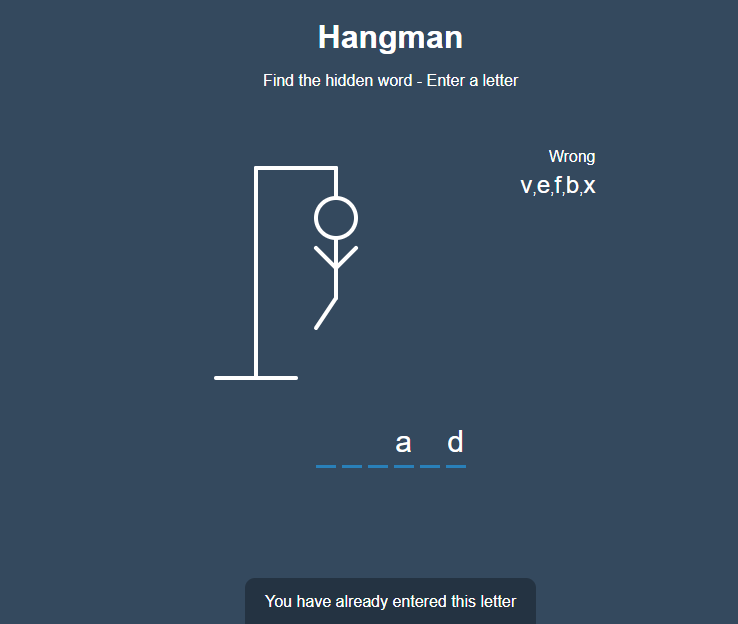 Hangman
Find the hidden word - Enter a letter
Wrong
v,e,f,b,x
a d
You have already entered this letter